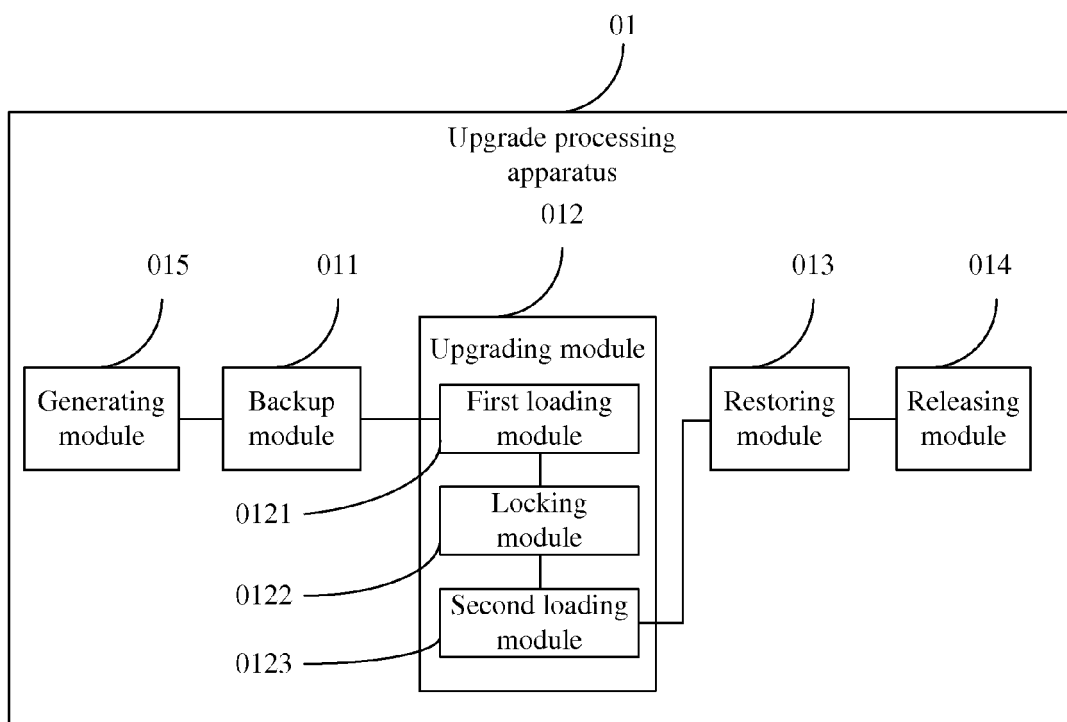 01
Upgrade processing
apparatus
012
015
011
013
014
Upgrading module
Generating
module
Backup
module
First loading
module
Restoring
module
Releasing
module
0121
Locking
module
0122
Second loading
module
0123